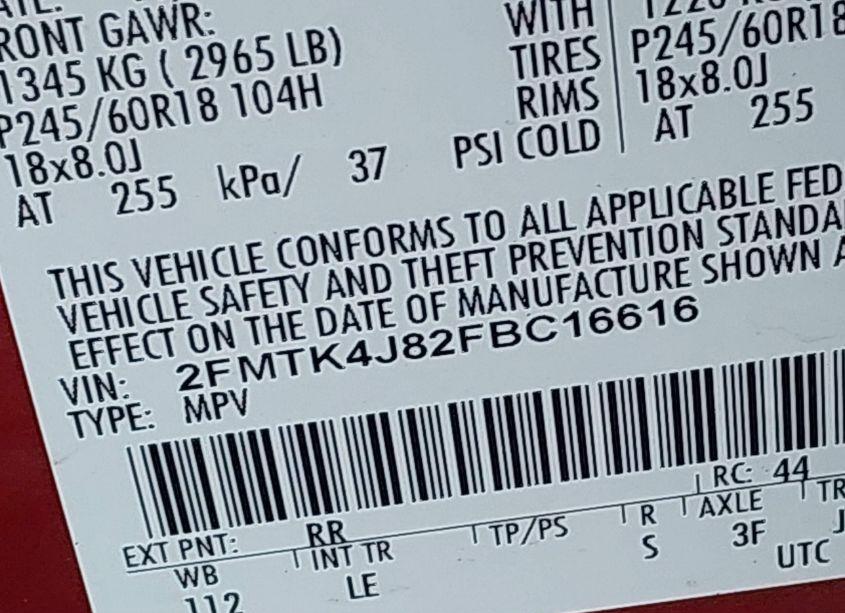 RONT GAWR:
1345 KG ( 2965 LB)
P245/60R18 104H
18x8.0J
AT 255 kPa/ 37 PSI COLD
WITH
TIRES P245/60R18
RIMS 18x8.0J
AT 255
THIS VEHICLE CONFORMS TO ALL APPLICABLE FED
VEHICLE SAFETY AND THEFT PREVENTION STANDA
EFFECT ON THE DATE OF MANUFACTURE SHOWN A
VIN: 2FMTK4J82FBC16616
TYPE: MPV
EXT PNT: RR RC: 44
WB INT TR TP/PS R AXLE TR
112 LE S 3F J
UTC